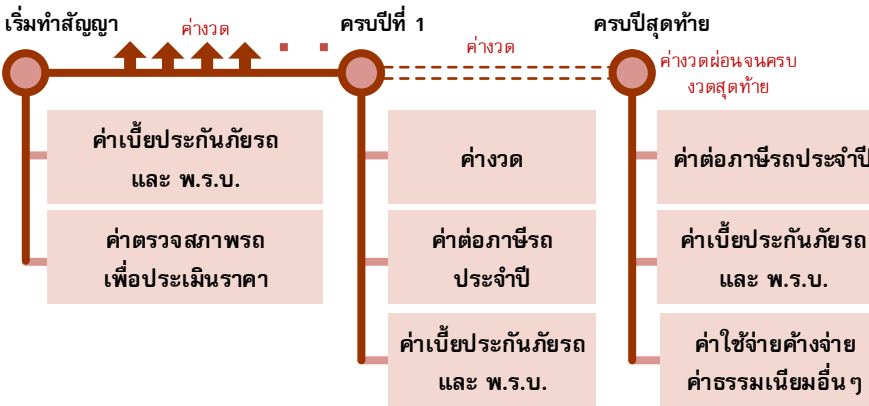 เริ่มทำสัญญา
ค่างวด
ครบปีที่ 1
ค่างวด
ครบปีสุดท้าย
ค่างวดผ่อนจนครบ
งวดสุดท้าย
ค่าเบี้ยประกันภัยรถ
และ พ.ร.บ.
ค่าตรวจสภาพรถ
เพื่อประเมินราคา
ค่างวด
ค่าต่อภาษีรถ
ประจำปี
ค่าเบี้ยประกันภัยรถ
และ พ.ร.บ.
ค่าต่อภาษีรถประจำปี
ค่าเบี้ยประกันภัยรถ
และ พ.ร.บ.
ค่าใช้จ่ายค้างจ่าย
ค่าธรรมเนียมอื่นๆ